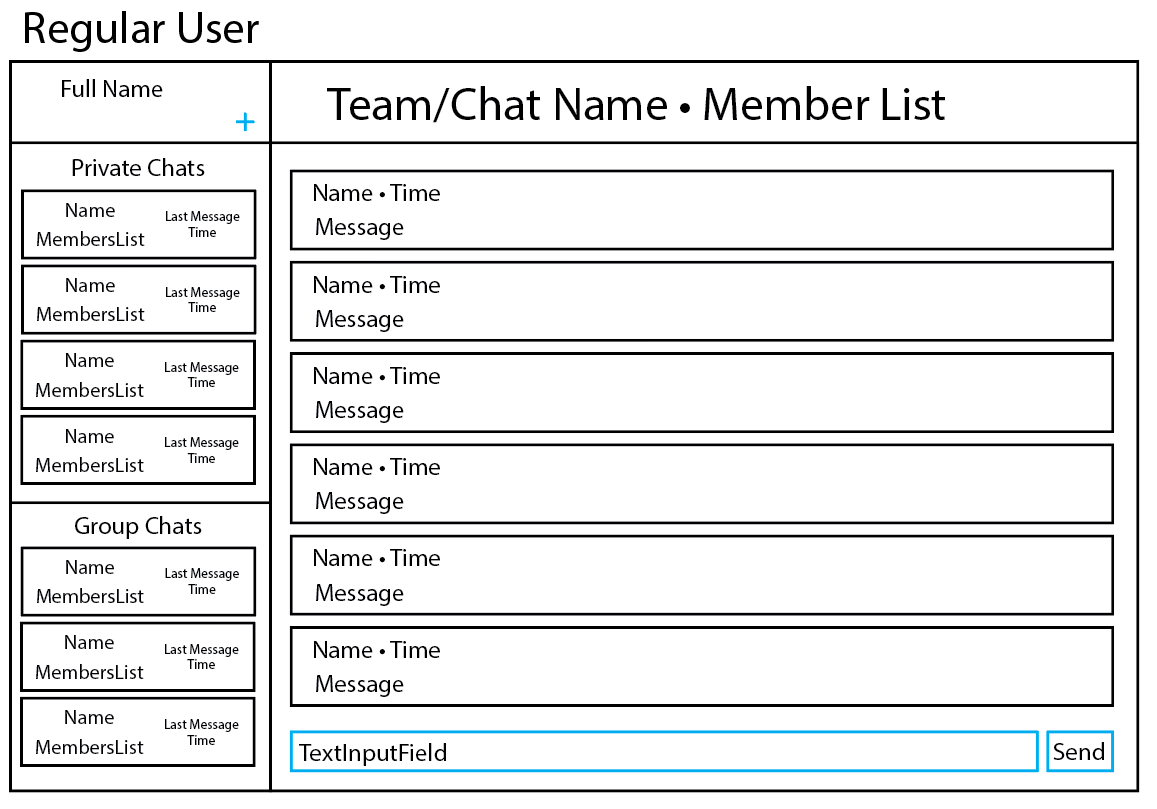 Regular User
Full Name
+
Team/Chat Name • Member List
Private Chats
Name
MembersList
Last Message
Time
Name
MembersList
Last Message
Time
Name
MembersList
Last Message
Time
Name
MembersList
Last Message
Time
Group Chats
Name
MembersList
Last Message
Time
Name
MembersList
Last Message
Time
Name
MembersList
Last Message
Time
Name • Time
Message
Name • Time
Message
Name • Time
Message
Name • Time
Message
Name • Time
Message
Name • Time
Message
TextInputField
Send